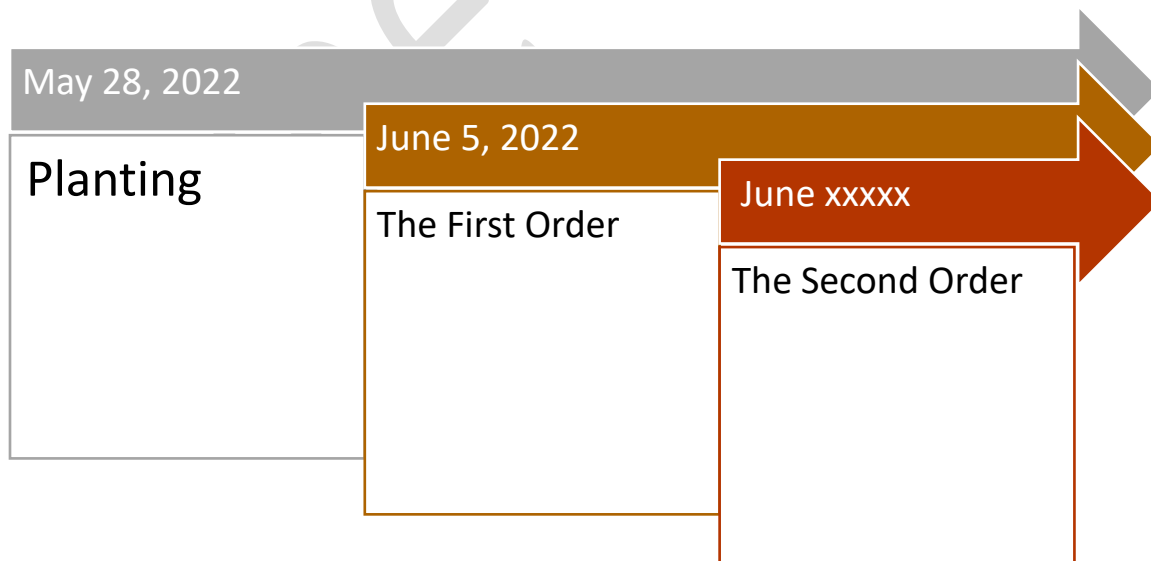 May 28, 2022
Planting
June 5, 2022
The First Order
June xxxxx
The Second Order